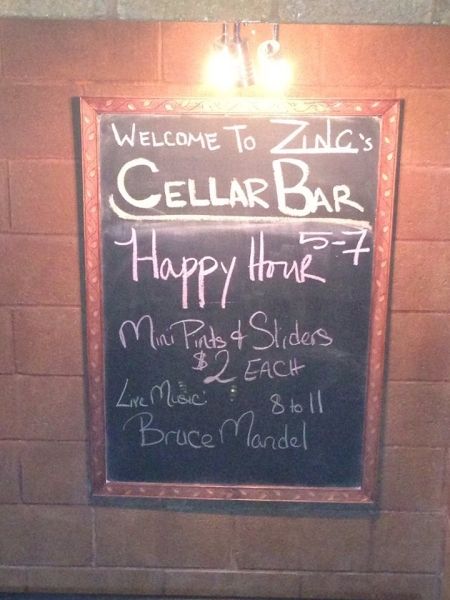 WELCOME TO ZINC's
CELLAR BAR
Happy Hour 5-7
Mini Pints & Sliders
$2 EACH
Live Music: 8 to 11
Bruce Mandel